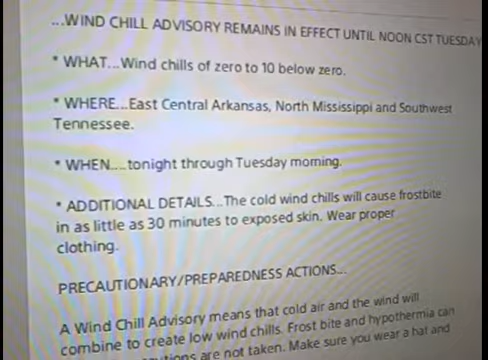 ...WIND CHILL ADVISORY REMAINS IN EFFECT UNTIL NOON CST TUESDAY
* WHAT...Wind chills of zero to 10 below zero.
* WHERE...East Central Arkansas, North Mississippi and Southwest
Tennessee.
* WHEN....tonight through Tuesday morning.
* ADDITIONAL DETAILS...The cold wind chills will cause frostbite
in as little as 30 minutes to exposed skin. Wear proper
clothing.
PRECAUTIONARY/PREPAREDNESS ACTIONS...
A Wind Chill Advisory means that cold air and the wind will
combine to create low wind chills. Frost bite and hypothermia can
are not taken. Make sure you wear a hat and